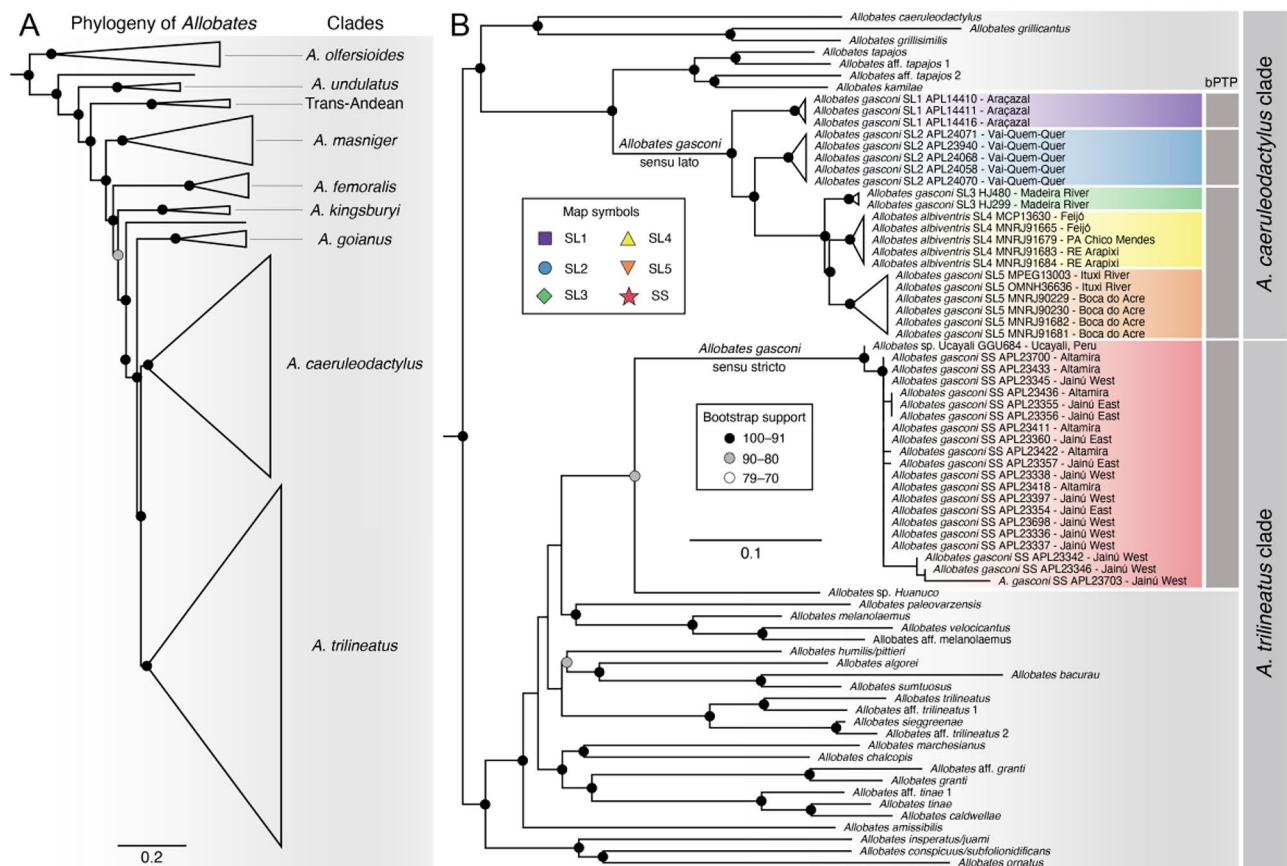 A
Phylogeny of Allobates
Clades
A. olfersioides
A. undulatus
Trans-Andean
A. masniger
A. femoralis
A. kingsburyi
A. goianus
A. caeruleodactylus
A. trilineatus
0.2
B
Allobates caeruleodactylus
Allobates grillicantus
Allobates grillisimilis
Allobates tapajos
Allobates aff. tapajos 1
Allobates aff. tapajos 2
Allobates kamilae
bPTP
Allobates gasconi SL1 APL14410 - Araçazal
Allobates gasconi SL1 APL14411 - Araçazal
Allobates gasconi SL1 APL14416 - Araçazal
Allobates gasconi
sensu lato
Allobates gasconi SL2 APL24071 - Vai-Quem-Quer
Allobates gasconi SL2 APL23940 - Vai-Quem-Quer
Allobates gasconi SL2 APL24068 - Vai-Quem-Quer
Allobates gasconi SL2 APL24058 - Vai-Quem-Quer
Allobates gasconi SL2 APL24070 - Vai-Quem-Quer
Allobates gasconi SL3 HJ480 - Madeira River
Allobates gasconi SL3 HJ299 - Madeira River
Allobates albiventris SL4 MCP13630 - Feijó
Allobates albiventris SL4 MNRJ91665 - Feijó
Allobates albiventris SL4 MNRJ91679 - PA Chico Mendes
Allobates albiventris SL4 MNRJ91683 - RE Arapixi
Allobates albiventris SL4 MNRJ91684 - RE Arapixi
Allobates gasconi SL5 MPEG13003 - Ituxi River
Allobates gasconi SL5 OMNH36636 - Ituxi River
Allobates gasconi SL5 MNRJ90229 - Boca do Acre
Allobates gasconi SL5 MNRJ90230 - Boca do Acre
Allobates gasconi SL5 MNRJ91682 - Boca do Acre
Allobates gasconi SL5 MNRJ91681 - Boca do Acre
A. caeruleodactylus clade
Map symbols
SL1
SL4
SL2
SL5
SL3
SS
Allobates gasconi
sensu stricto
Allobates sp. Ucayali GGU684 - Ucayali, Peru
Allobates gasconi SS APL23700 - Altamira
Allobates gasconi SS APL23433 - Altamira
Allobates gasconi SS APL23345 - Jainú West
Allobates gasconi SS APL23436 - Altamira
Allobates gasconi SS APL23355 - Jainú East
Allobates gasconi SS APL23356 - Jainú East
Allobates gasconi SS APL23411 - Altamira
Allobates gasconi SS APL23360 - Jainú East
Allobates gasconi SS APL23422 - Altamira
Allobates gasconi SS APL23357 - Jainú East
Allobates gasconi SS APL23338 - Jainú West
Allobates gasconi SS APL23418 - Altamira
Allobates gasconi SS APL23397 - Jainú West
Allobates gasconi SS APL23354 - Jainú East
Allobates gasconi SS APL23698 - Jainú West
Allobates gasconi SS APL23336 - Jainú West
Allobates gasconi SS APL23337 - Jainú West
Allobates gasconi SS APL23342 - Jainú West
Allobates gasconi SS APL23346 - Jainú West
A. gasconi SS APL23703 - Jainú West
Bootstrap support
100–91
90–80
79–70
0.1
Allobates sp. Huanuco
Allobates paleovarzensis
Allobates melanolaemus
Allobates velocicantus
Allobates aff. melanolaemus
Allobates humilis/pittieri
Allobates algorei
Allobates bacurau
Allobates sumtuosus
Allobates trilineatus
Allobates aff. trilineatus 1
Allobates sieggreenae
Allobates aff. trilineatus 2
Allobates marchesianus
Allobates chalcopis
Allobates aff. granti
Allobates granti
Allobates aff. tinae 1
Allobates tinae
Allobates caldwellae
Allobates amissibilis
Allobates insperatus/juami
Allobates conspicuus/subfolionidificans
Allobates ornatus
A. trilineatus clade